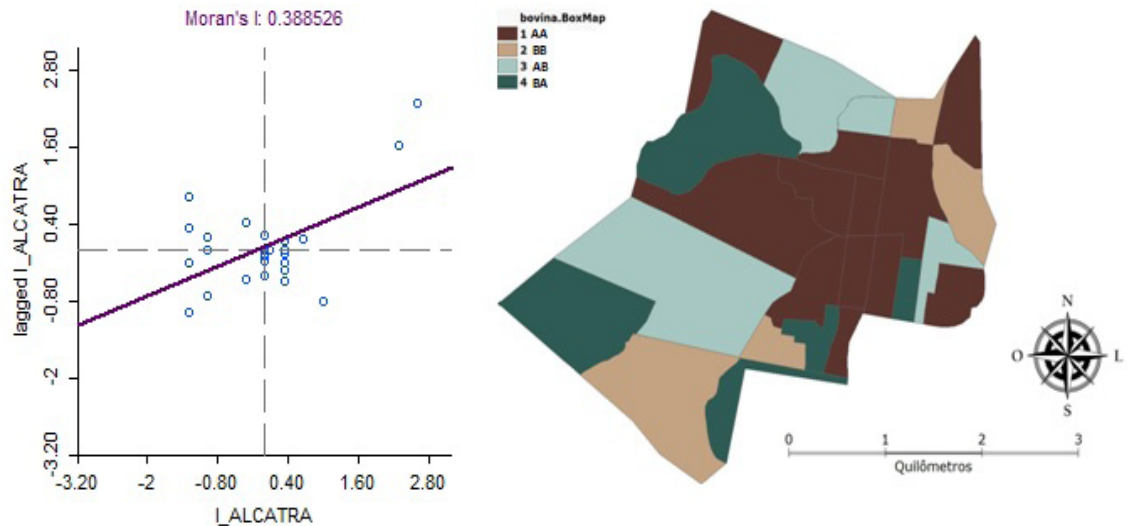 Moran's I: 0.388526
2.80
1.60
0.40
-0.80
-2
-3.20
lagged I_ALCATRA
-3.20 -2 -0.80 0.40 1.60 2.80
I_ALCATRA
bovina.BoxMap
1 AA
2 BB
3 AB
4 BA
N
O L
S
0 1 2 3
Quilômetros